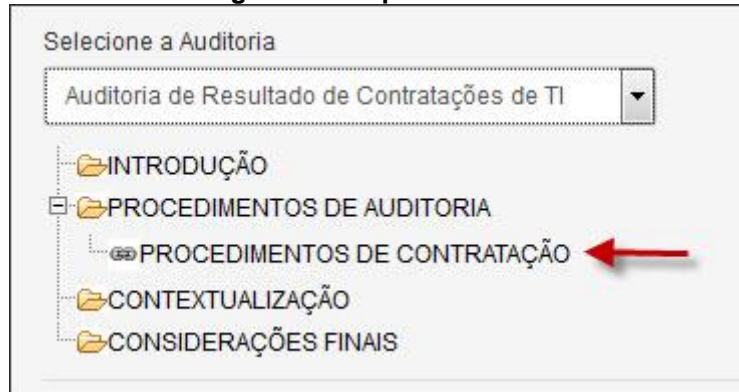 Selecione a Auditoria
Auditoria de Resultado de Contratações de TI
INTRODUÇÃO
PROCEDIMENTOS DE AUDITORIA
PROCEDIMENTOS DE CONTRATAÇÃO
CONTEXTUALIZAÇÃO
CONSIDERAÇÕES FINAIS